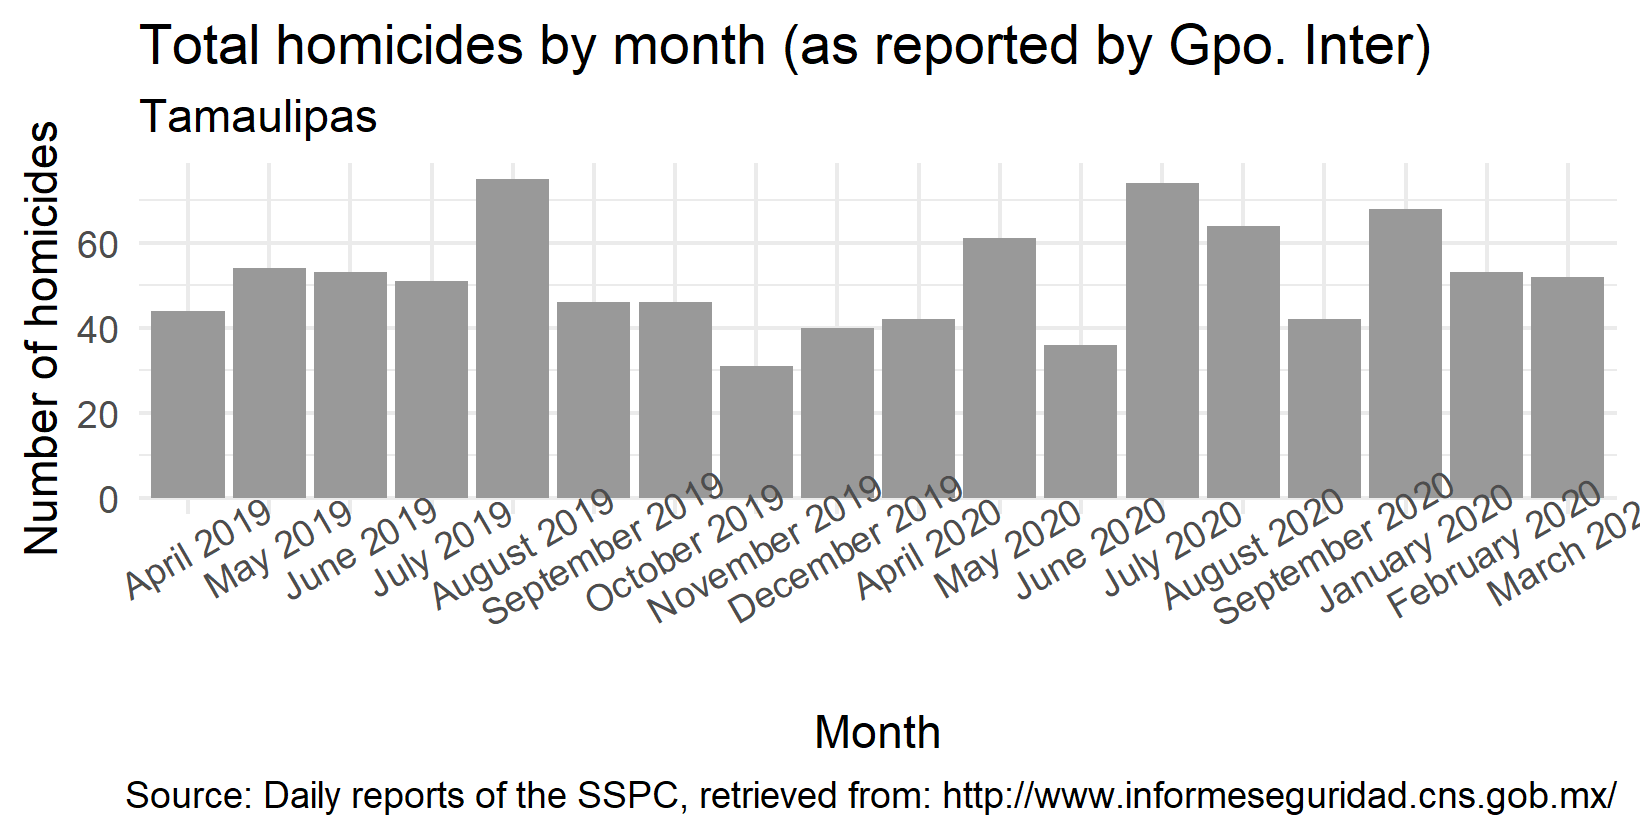 Total homicides by month (as reported by Gpo. Inter)
Tamaulipas
Number of homicides
60
40
20
0
April 2019
May 2019
June 2019
July 2019
August 2019
September 2019
October 2019
November 2019
December 2019
April 2020
May 2020
June 2020
July 2020
August 2020
September 2020
January 2020
February 2020
March 202
Month
Source: Daily reports of the SSPC, retrieved from: http://www.informeseguridad.cns.gob.mx/